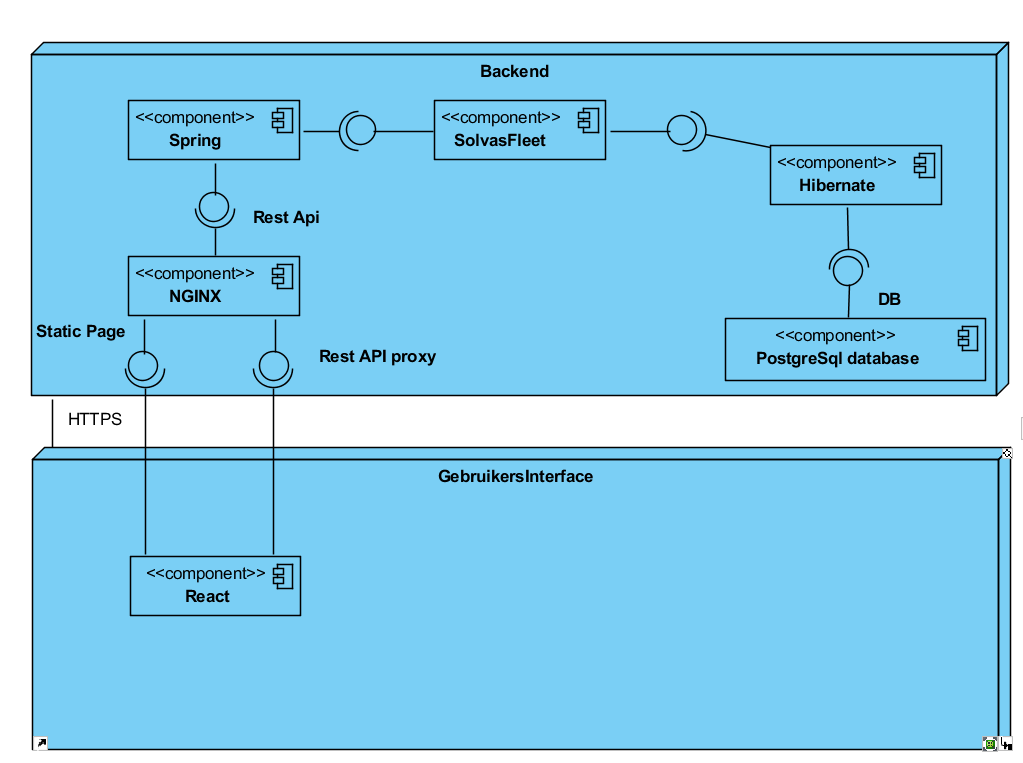 Backend
<<component>>
Spring
<<component>>
SolvasFleet
<<component>>
Hibernate
Rest Api
<<component>>
NGINX
DB
Static Page
Rest API proxy
<<component>>
PostgreSql database
HTTPS
GebruikersInterface
<<component>>
React